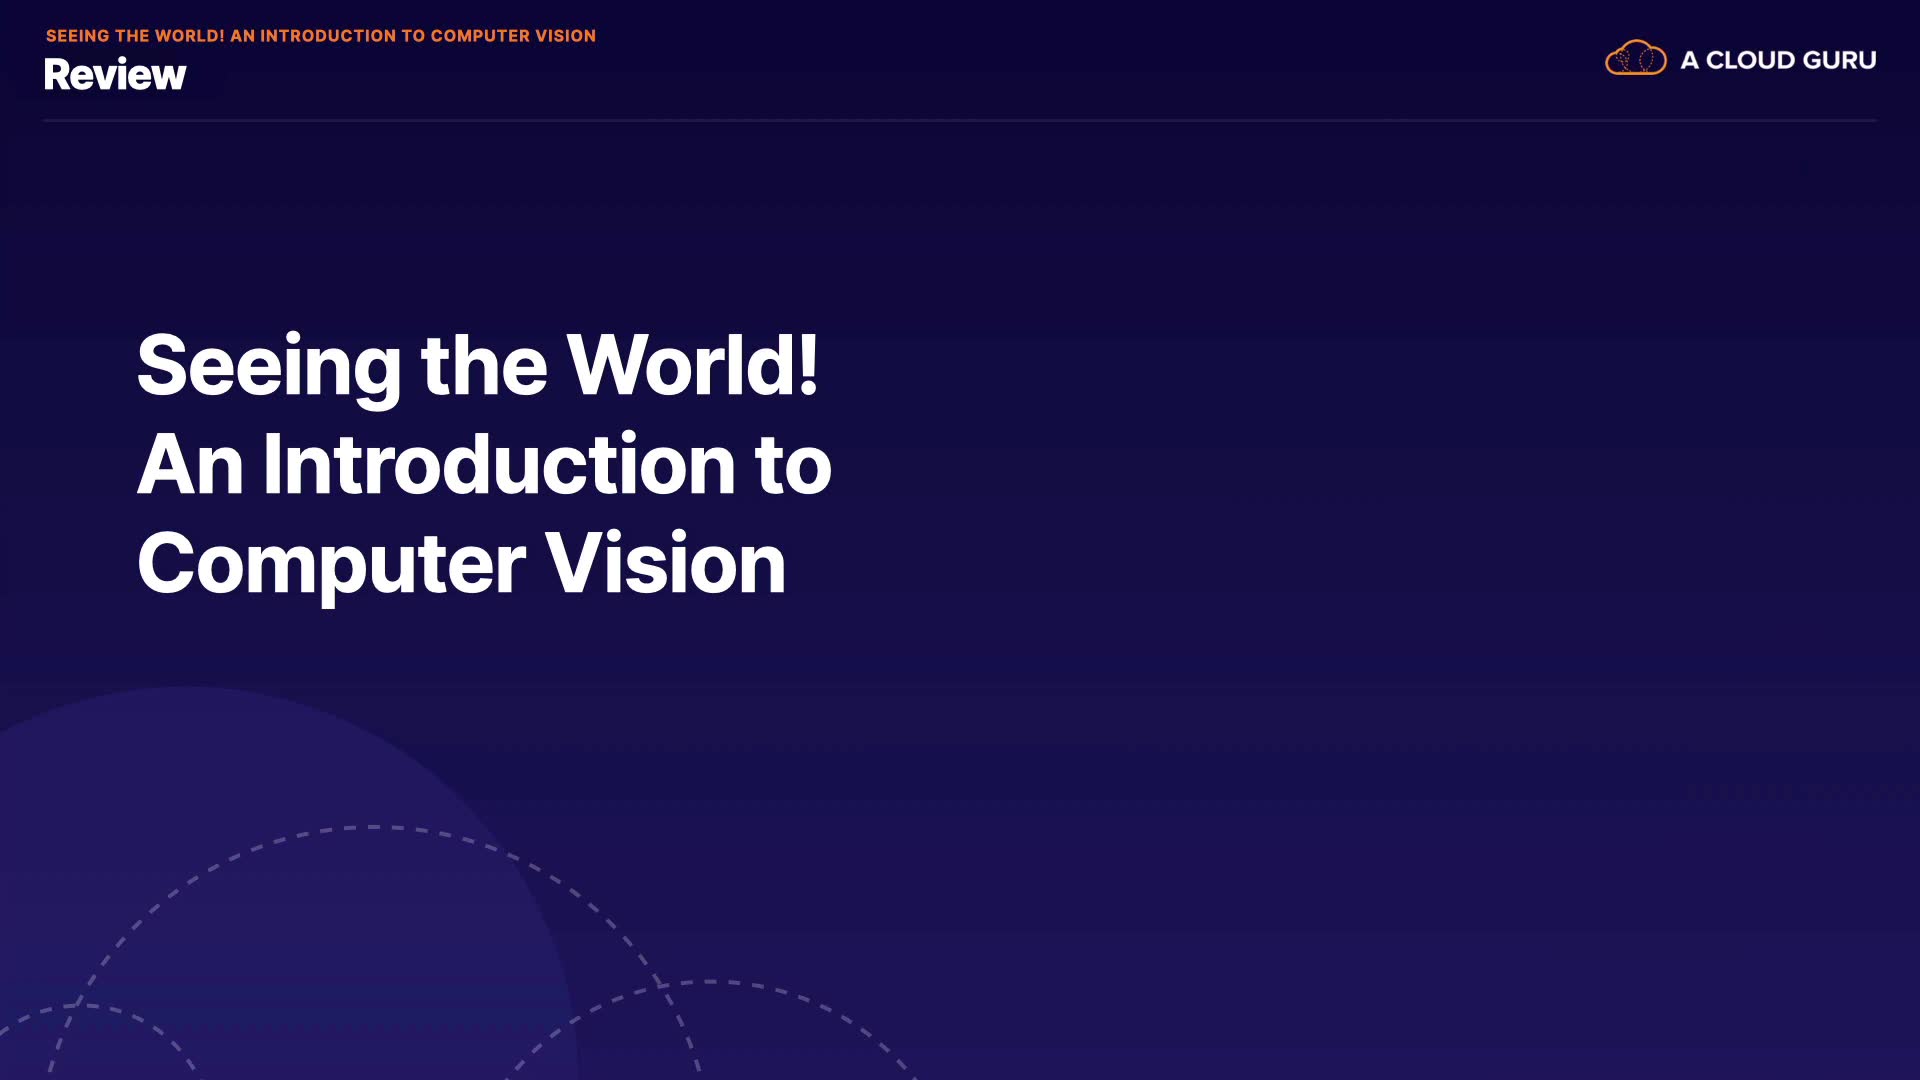 SEEING THE WORLD! AN INTRODUCTION TO COMPUTER VISION
Review
A CLOUD GURU
Seeing the World!
An Introduction to
Computer Vision